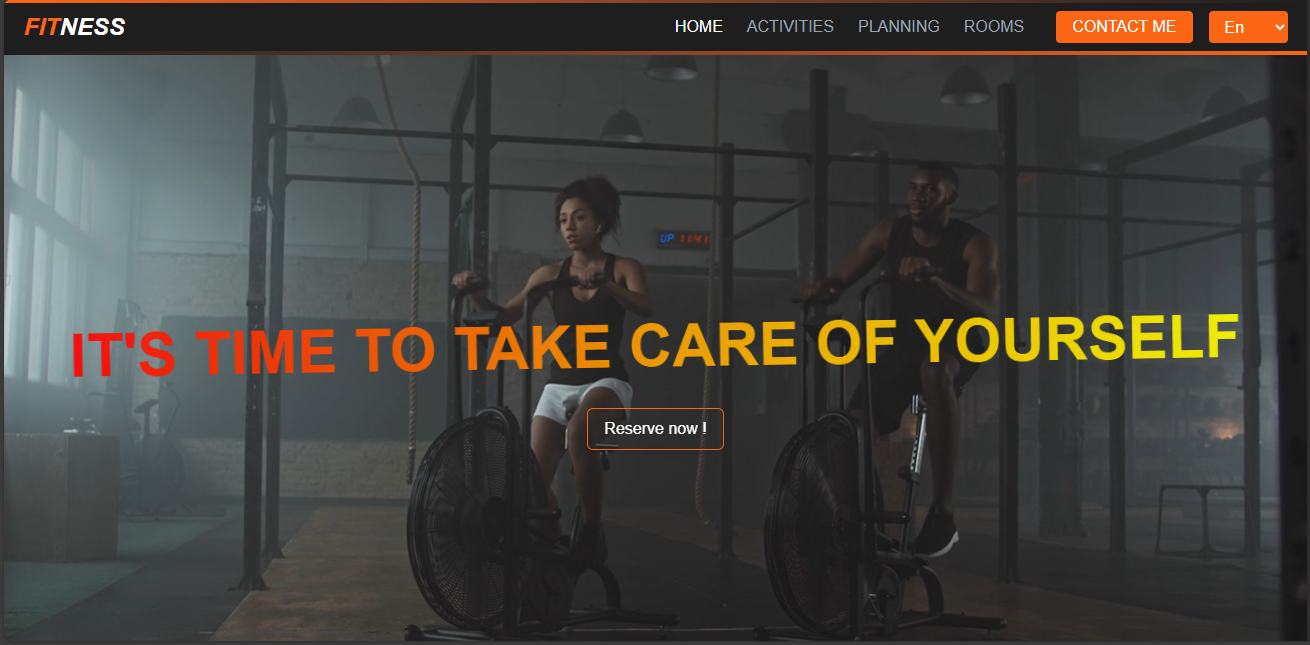 FITNESS
HOME ACTIVITIES PLANNING ROOMS CONTACT ME En
UP 11:41
IT'S TIME TO TAKE CARE OF YOURSELF
Reserve now !